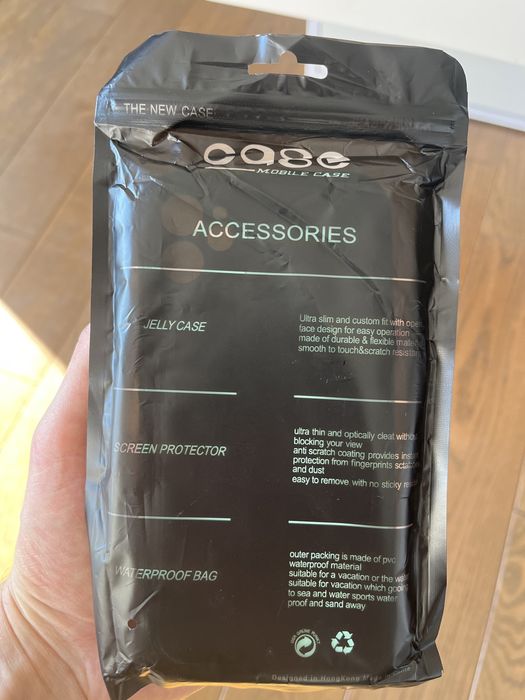 THE NEW CASE
case
MOBILE CASE
ACCESSORIES
JELLY CASE
Ultra slim and custom fit with open
face design for easy operation
made of durable & flexible
smooth to touch&scratch
SCREEN PROTECTOR
ultra thin and optically cleat
blocking your view
anti scratch coating provides
protection from fingerprints
and dust
easy to remove with no sticky
WATERPROOF BAG
outer packing is made of pvc
waterproof material
suitable for a vacation or the
suitable for vacation which
to sea and water sports water
proof and sand away
Designed in HongKong